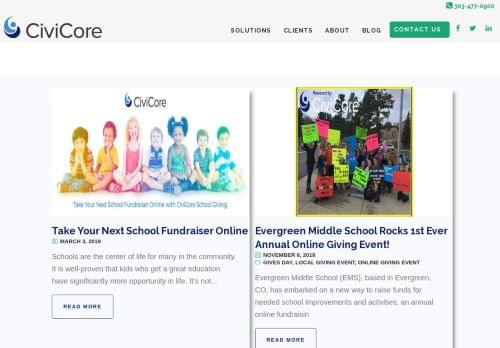 303-477-0900
CiviCore
SOLUTIONS CLIENTS ABOUT BLOG CONTACT US
CiviCore
Take Your Next School Fundraiser Online with CiviCore School Giving
Take Your Next School Fundraiser Online
MARCH 3, 2019
Schools are the center of life for many in the community.
It is well-proven that kids who get a great education
have significantly more opportunity in life. It's not...
READ MORE
Powered by
CiviCore
Evergreen Middle School Rocks 1st Ever
Annual Online Giving Event!
NOVEMBER 6, 2018
GIVES DAY, LOCAL GIVING EVENT, ONLINE GIVING EVENT
Evergreen Middle School (EMS), based in Evergreen,
CO, has embarked on a new way to raise funds for
needed school improvements and activities: an annual
online fundraisin
READ MORE